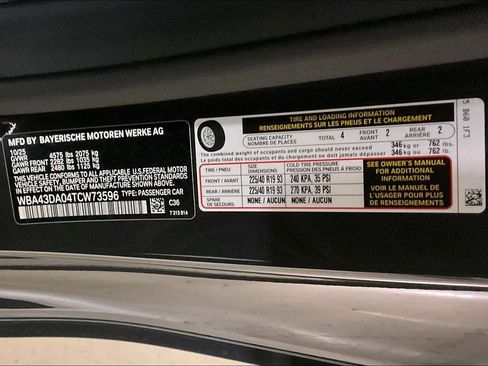 MFD BY BAYERISCHE MOTOREN WERKE AG
10/25
GVWR 4575 lbs 2075 kg
GAWR FRONT 2282 lbs 1035 kg
GAWR REAR 2480 lbs 1125 kg
THIS VEHICLE CONFORMS TO ALL
APPLICABLE U.S. FEDERAL MOTOR
VEHICLE SAFETY, BUMPER, AND THEFT
PREVENTION STANDARDS IN EFFECT ON
THE DATE OF MANUFACTURE SHOWN ABOVE.
WBA43DA04TCW73596 TYPE: PASSENGER CAR
C36
7 315 814
TIRE AND LOADING INFORMATION
RENSEIGNEMENTS SUR LES PNEUS ET LE CHARGEMENT
SEATING CAPACITY
NOMBRE DE PLACES
TOTAL 4
FRONT
AVANT 2
REAR
ARRIÈRE 2
The combined weight of occupants and cargo should never exceed 346 kg or 762 lbs.
Le poids total des occupants et du chargement ne doit jamais dépasser 346 kg ou 762 lb.
TIRE / PNEU SIZE / DIMENSIONS COLD TIRE PRESSURE
PRESSION DES PNEUS À FROID
FRONT / AVANT 225/40 R19 93 240 KPA, 35 PSI
REAR / ARRIÈRE 225/40 R19 93 270 KPA, 39 PSI
SPARE / DE SECOURS NONE / AUCUN NONE / AUCUN
SEE OWNER'S MANUAL
FOR ADDITIONAL
INFORMATION
VOIR LE MANUEL DE
L'USAGER POUR PLUS
DE RENSEIGNEMENTS
5 B60 1F3